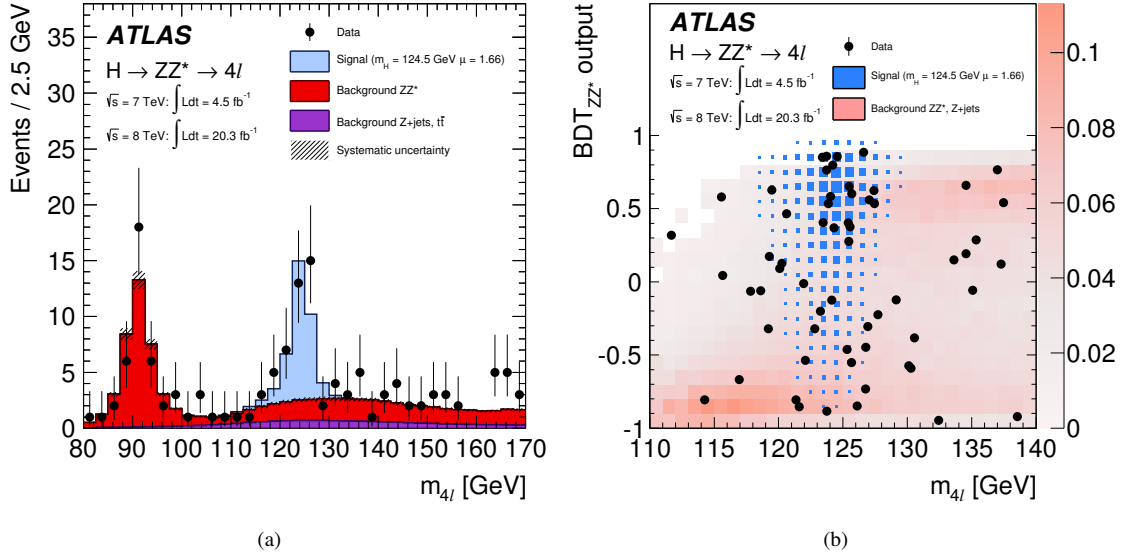 ATLAS
H → ZZ* → 4l
√s = 7 TeV: ∫ Ldt = 4.5 fb⁻¹
√s = 8 TeV: ∫ Ldt = 20.3 fb⁻¹
Data
Signal (m_H = 124.5 GeV μ = 1.66)
Background ZZ*
Background Z+jets, tt̄
Systematic uncertainty
Events / 2.5 GeV
35
30
25
20
15
10
5
0
80 90 100 110 120 130 140 150 160 170
m_4l [GeV]
(a)
ATLAS
H → ZZ* → 4l
√s = 7 TeV: ∫ Ldt = 4.5 fb⁻¹
√s = 8 TeV: ∫ Ldt = 20.3 fb⁻¹
Data
Signal (m_H = 124.5 GeV μ = 1.66)
Background ZZ*, Z+jets
BDT_ZZ* output
1
0.5
0
-0.5
-1
110 115 120 125 130 135 140
m_4l [GeV]
0.1
0.08
0.06
0.04
0.02
0
(b)